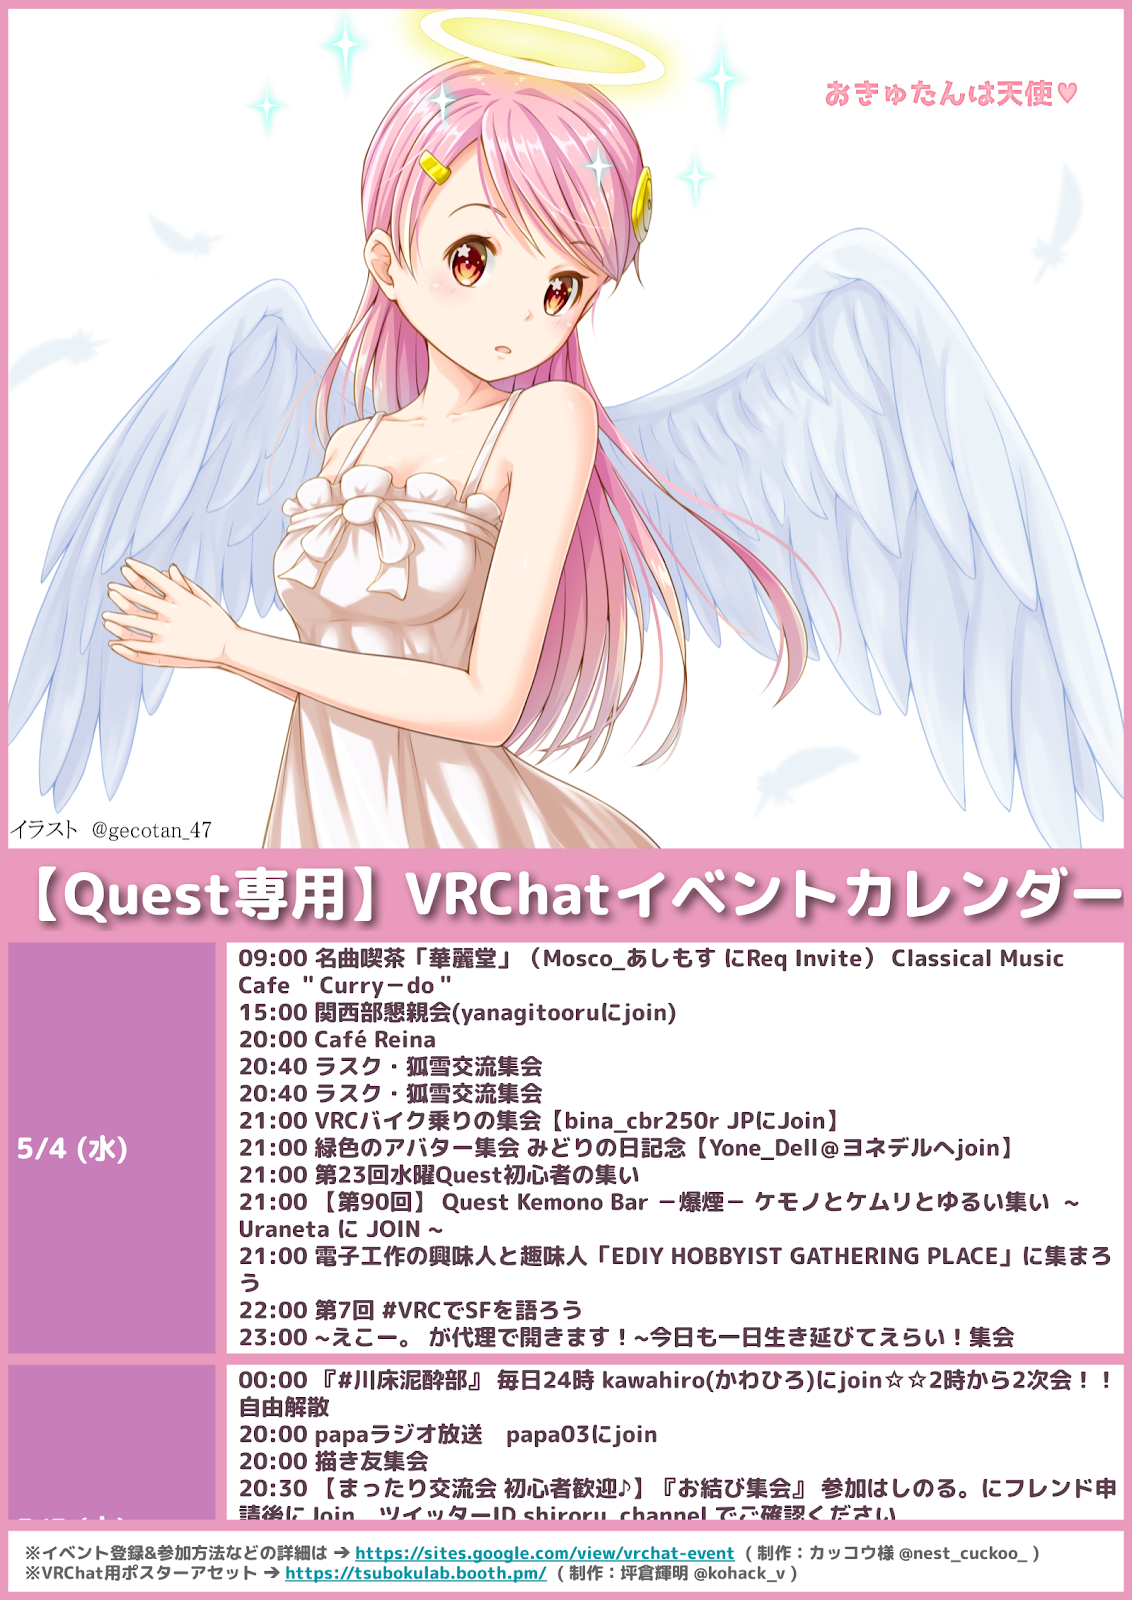 おきゅたんは天使♥
イラスト @gecotan_47
【Quest専用】VRChatイベントカレンダー
5/4 (水)
09:00 名曲喫茶「華麗堂」（Mosco_あしもす にReq Invite） Classical Music
Cafe ＂Curry－do＂
15:00 関西部懇親会(yanagitooruにjoin)
20:00 Café Reina
20:40 ラスク・狐雪交流集会
20:40 ラスク・狐雪交流集会
21:00 VRCバイク乗りの集会【bina_cbr250r JPにJoin】
21:00 緑色のアバター集会 みどりの日記念【Yone_Dell＠ヨネデルへjoin】
21:00 第23回水曜Quest初心者の集い
21:00 【第90回】 Quest Kemono Bar －爆煙－ ケモノとケムリとゆるい集い ～
Uraneta に JOIN ~
21:00 電子工作の興味人と趣味人「EDIY HOBBYIST GATHERING PLACE」に集まろ
う
22:00 第7回 #VRCでSFを語ろう
23:00 ~えこー。 が代理で開きます！~今日も一日生き延びてえらい！集会
00:00 『#川床泥酔部』 毎日24時 kawahiro(かわひろ)にjoin☆☆2時から2次会！！
自由解散
20:00 papaラジオ放送　papa03にjoin
20:00 描き友集会
20:30 【まったり交流会 初心者歓迎♪】『お結び集会』 参加はしのる。にフレンド申
請後にJoin　ツイッターID shiroru_channel でご確認ください
※イベント登録&参加方法などの詳細は → https://sites.google.com/view/vrchat-event （制作：カッコウ様 @nest_cuckoo_ )
※VRChat用ポスターアセット → https://tsubokulab.booth.pm/ （制作：坪倉輝明 @kohack_v )